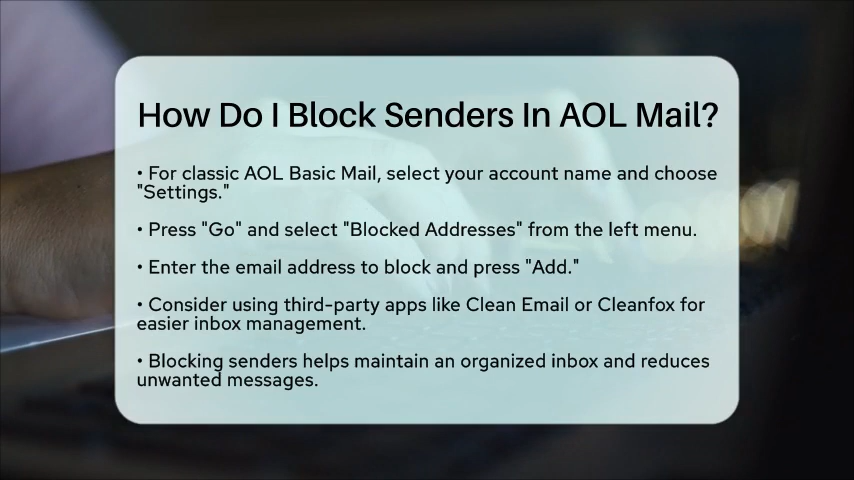 How Do I Block Senders In AOL Mail?
• For classic AOL Basic Mail, select your account name and choose
"Settings."
• Press "Go" and select "Blocked Addresses" from the left menu.
• Enter the email address to block and press "Add."
• Consider using third-party apps like Clean Email or Cleanfox for
easier inbox management.
• Blocking senders helps maintain an organized inbox and reduces
unwanted messages.